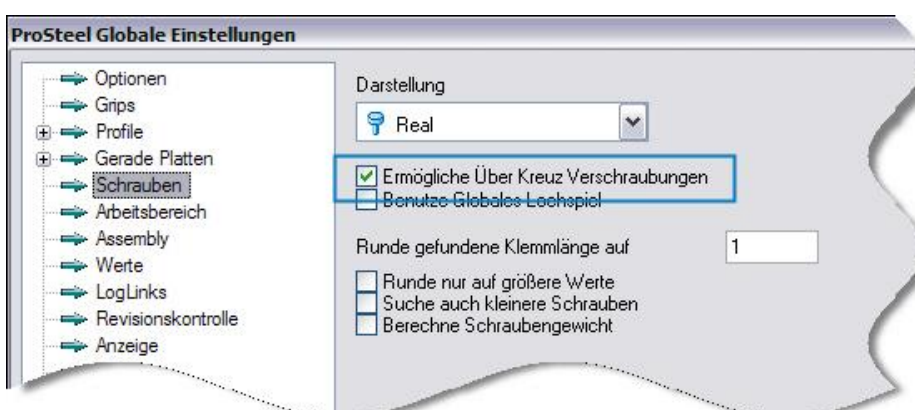 ProSteel Globale Einstellungen
Optionen
Grips
Profile
Gerade Platten
Schrauben
Arbeitsbereich
Assembly
Werte
LogLinks
Revisionskontrolle
Anzeige
Darstellung
Real
Ermögliche Über Kreuz Verschraubungen
Benutze Globales Lochspiel
Runde gefundene Klemmlänge auf 1
Runde nur auf größere Werte
Suche auch kleinere Schrauben
Berechne Schraubengewicht